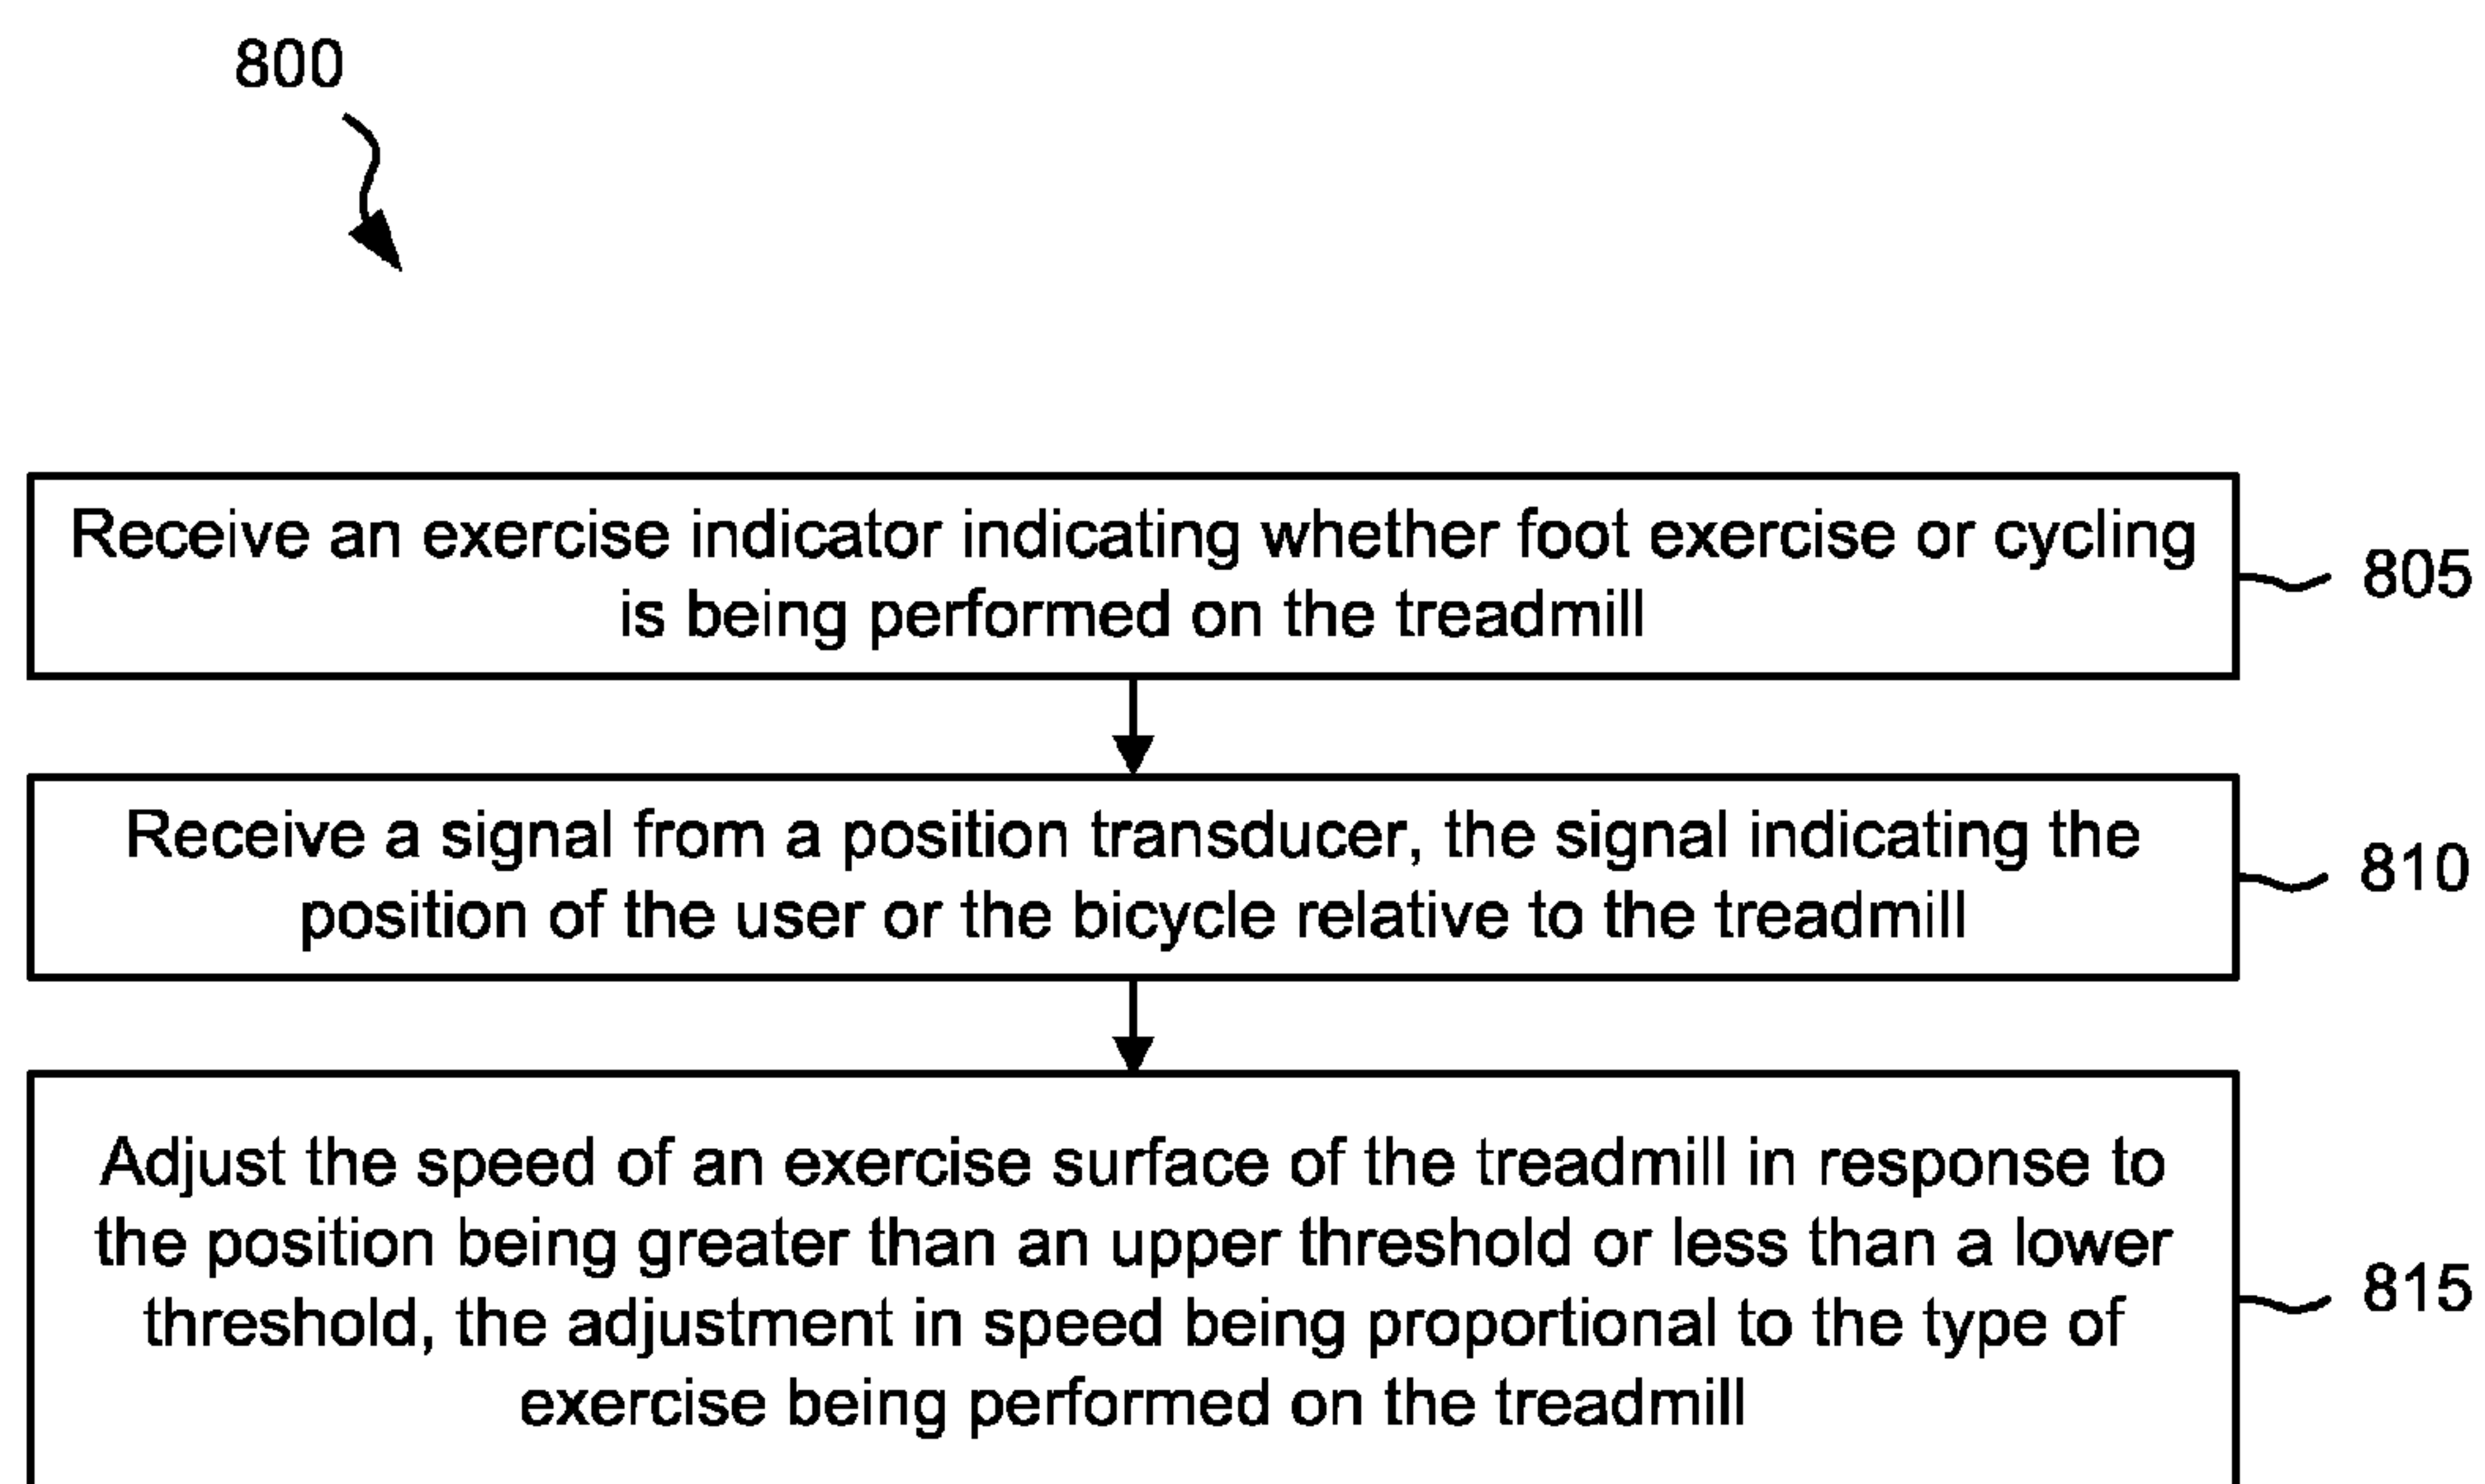 800
Receive an exercise indicator indicating whether foot exercise or cycling
is being performed on the treadmill
805
Receive a signal from a position transducer, the signal indicating the
position of the user or the bicycle relative to the treadmill
810
Adjust the speed of an exercise surface of the treadmill in response to
the position being greater than an upper threshold or less than a lower
threshold, the adjustment in speed being proportional to the type of
exercise being performed on the treadmill
815